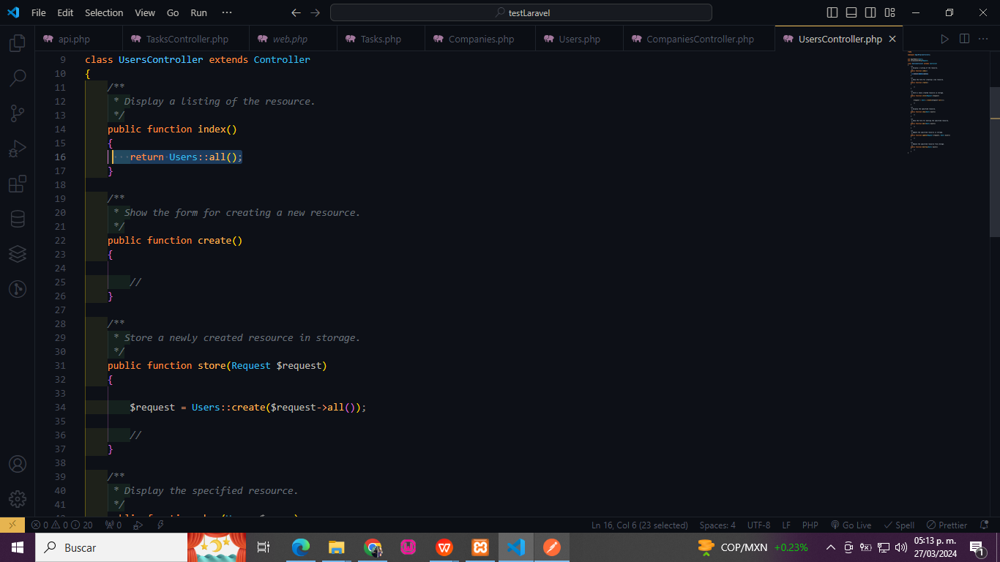 File Edit Selection View Go Run ··· testLaravel
api.php TasksController.php web.php Tasks.php Companies.php Users.php CompaniesController.php UsersController.php
9 class UsersController extends Controller
10 {
11 /**
12 * Display a listing of the resource.
13 */
14 public function index()
15 {
16 return Users::all();
17 }
18
19 /**
20 * Show the form for creating a new resource.
21 */
22 public function create()
23 {
24
25 //
26 }
27
28 /**
29 * Store a newly created resource in storage.
30 */
31 public function store(Request $request)
32 {
33
34 $request = Users::create($request->all());
35
36 //
37 }
38
39 /**
40 * Display the specified resource.
41 */
0 0 20 0 Ln 16, Col 6 (23 selected) Spaces: 4 UTF-8 LF PHP Go Live Spell Prettier
Buscar COP/MXN +0.23% 05:13 p. m.
27/03/2024 1